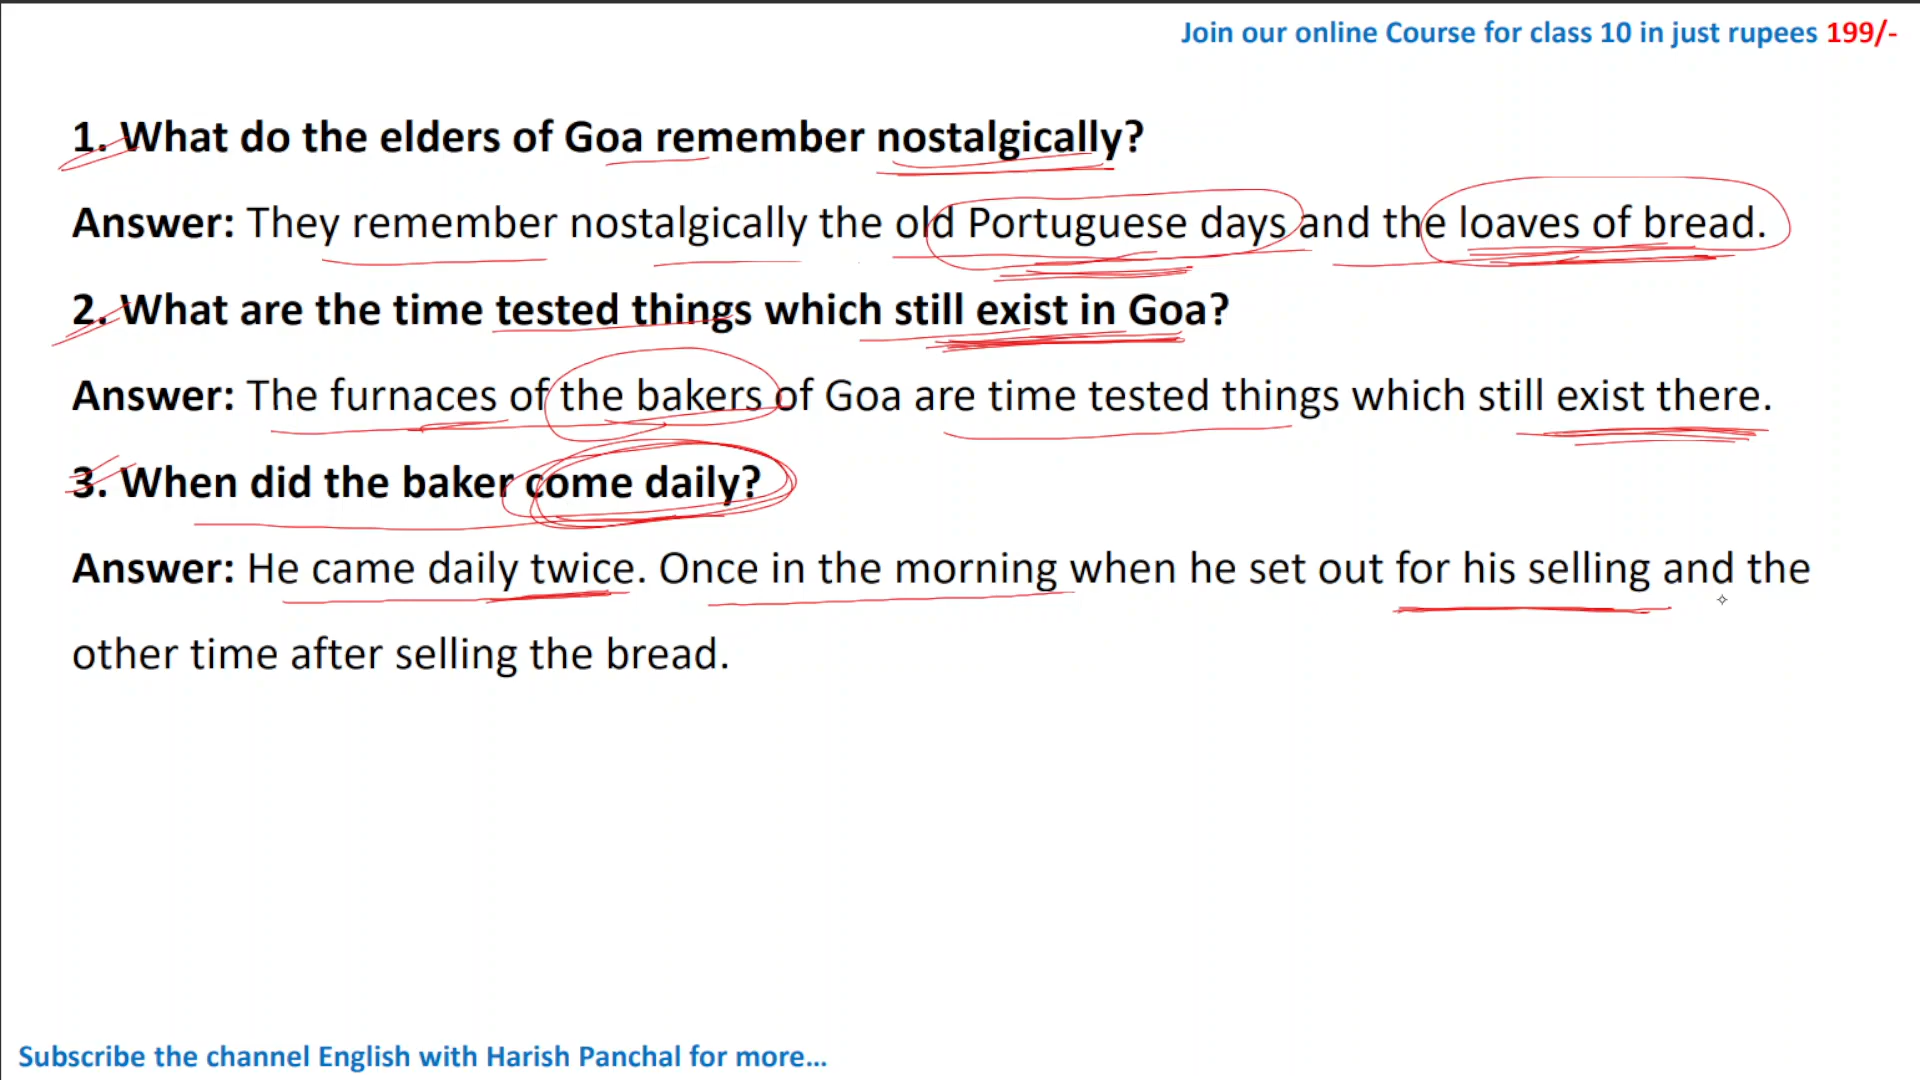 Join our online Course for class 10 in just rupees 199/-
1. What do the elders of Goa remember nostalgically?
Answer: They remember nostalgically the old Portuguese days and the loaves of bread.
2. What are the time tested things which still exist in Goa?
Answer: The furnaces of the bakers of Goa are time tested things which still exist there.
3. When did the baker come daily?
Answer: He came daily twice. Once in the morning when he set out for his selling and the
other time after selling the bread.
Subscribe the channel English with Harish Panchal for more...